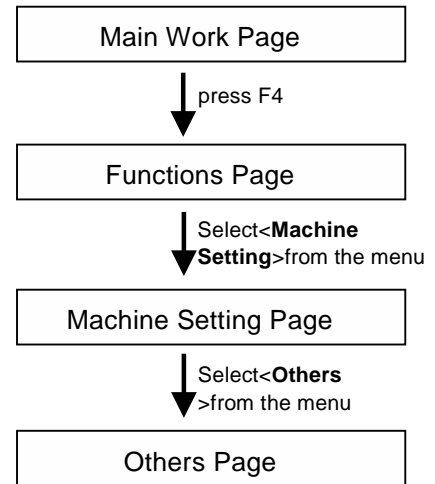 Main Work Page
press F4
Functions Page
Select<Machine
Setting>from the menu
Machine Setting Page
Select<Others
>from the menu
Others Page